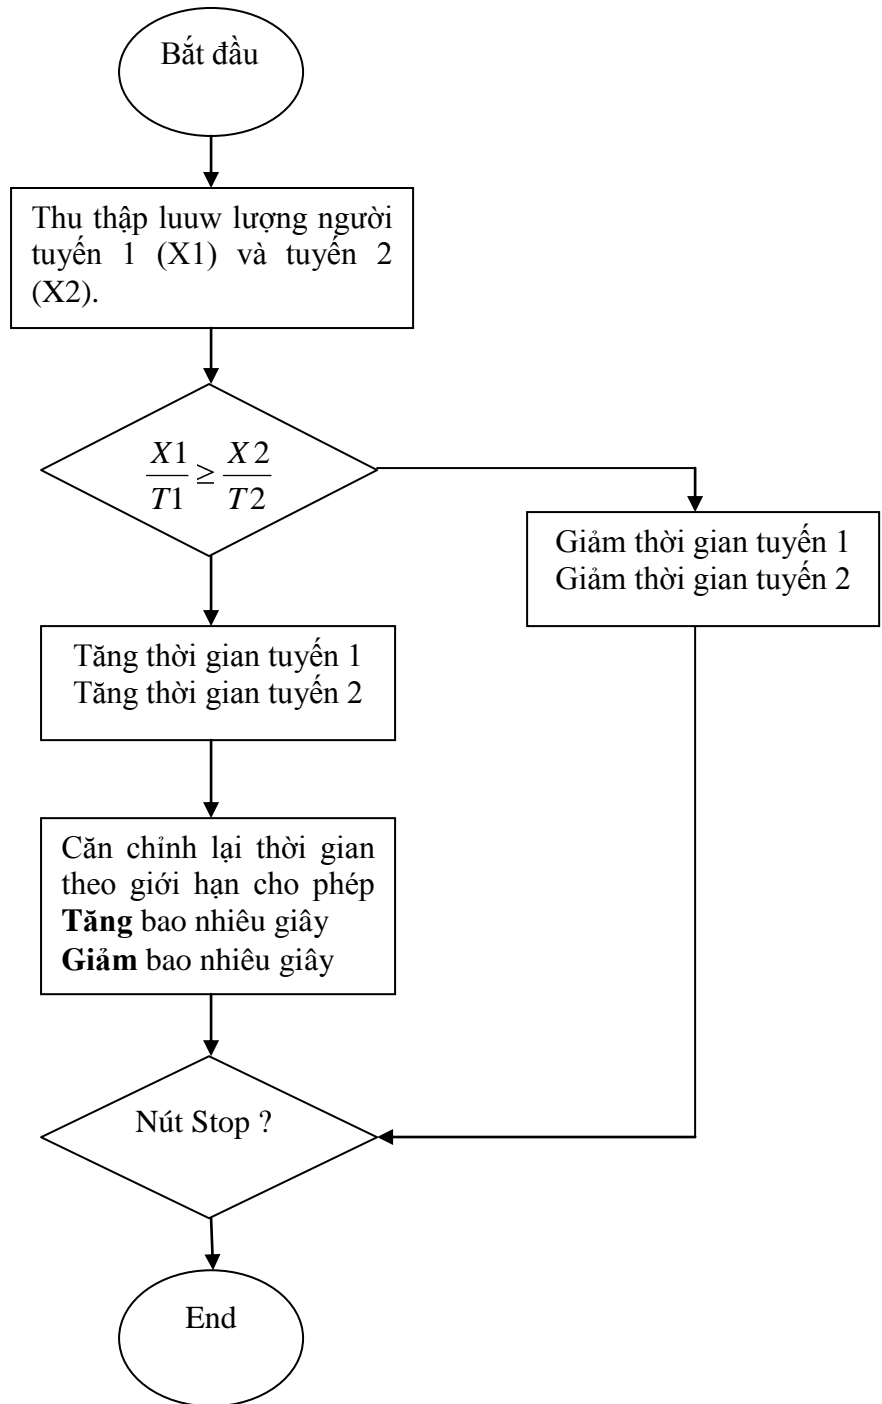 Bắt đầu
Thu thập luuw lượng người
tuyến 1 (X1) và tuyến 2
(X2).
X1/T1 ≥ X2/T2
Giảm thời gian tuyến 1
Giảm thời gian tuyến 2
Tăng thời gian tuyến 1
Tăng thời gian tuyến 2
Căn chỉnh lại thời gian
theo giới hạn cho phép
Tăng bao nhiêu giây
Giảm bao nhiêu giây
Nút Stop ?
End